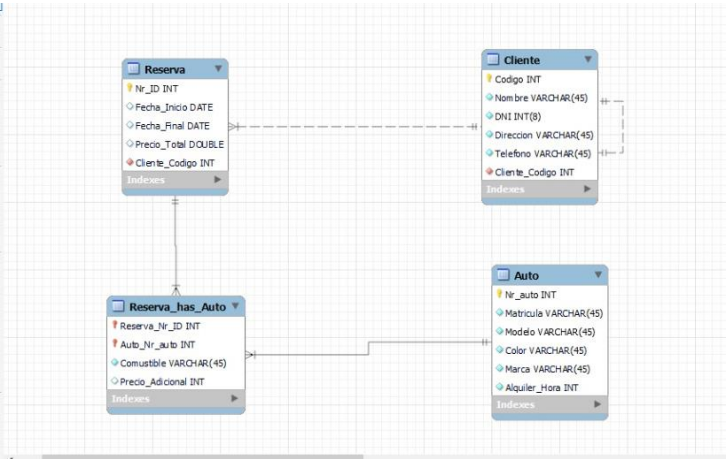 Reserva
Nr_ID INT
Fecha_Inicio DATE
Fecha_Final DATE
Precio_Total DOUBLE
Cliente_Codigo INT
Indexes
Cliente
Codigo INT
Nombre VARCHAR(45)
DNI INT(8)
Direccion VARCHAR(45)
Telefono VARCHAR(45)
Cliente_Codigo INT
Indexes
Reserva_has_Auto
Reserva_Nr_ID INT
Auto_Nr_auto INT
Comustible VARCHAR(45)
Precio_Adicional INT
Indexes
Auto
Nr_auto INT
Matricula VARCHAR(45)
Modelo VARCHAR(45)
Color VARCHAR(45)
Marca VARCHAR(45)
Alquiler_Hora INT
Indexes